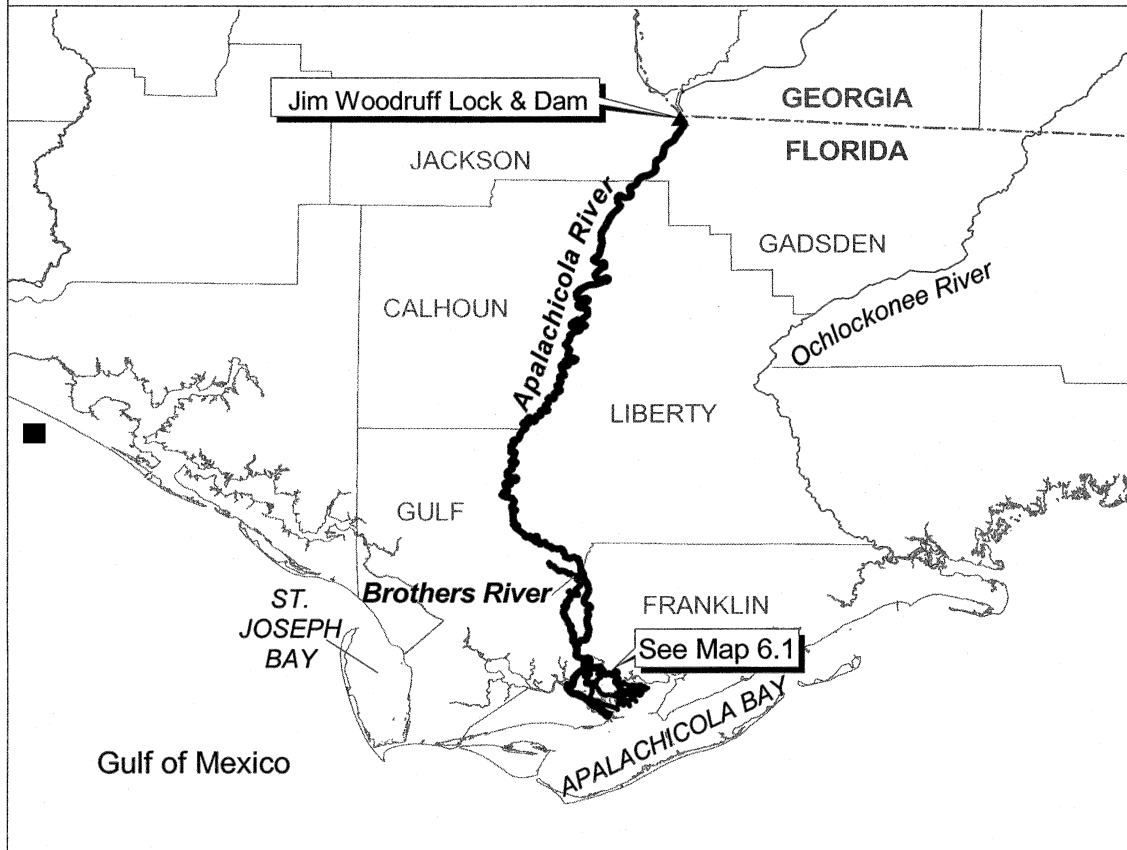 Jim Woodruff Lock & Dam
GEORGIA
FLORIDA
JACKSON
Apalachicola River
GADSDEN
CALHOUN
Ochlockonee River
LIBERTY
GULF
Brothers River
ST.
JOSEPH
BAY
FRANKLIN
See Map 6.1
APALACHICOLA BAY
Gulf of Mexico